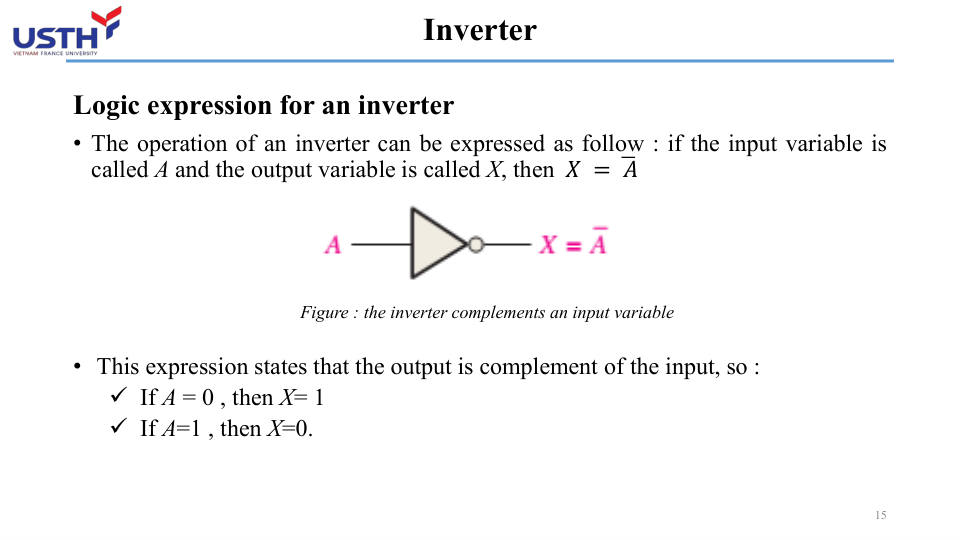 USTH
VIETNAM FRANCE UNIVERSITY
Inverter
Logic expression for an inverter
• The operation of an inverter can be expressed as follow : if the input variable is
called A and the output variable is called X, then X = A̅
A X = A̅
Figure : the inverter complements an input variable
• This expression states that the output is complement of the input, so :
✓ If A = 0 , then X= 1
✓ If A=1 , then X=0.
15